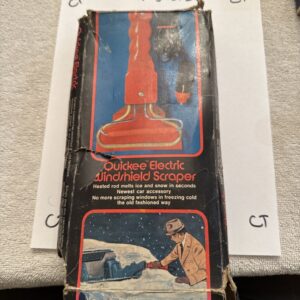 CT
Quickee Electric
Windshield Scraper
Heated rod melts ice and snow in seconds
Newest car accessory
No more scraping windows in freezing cold
the old fashioned way
CT